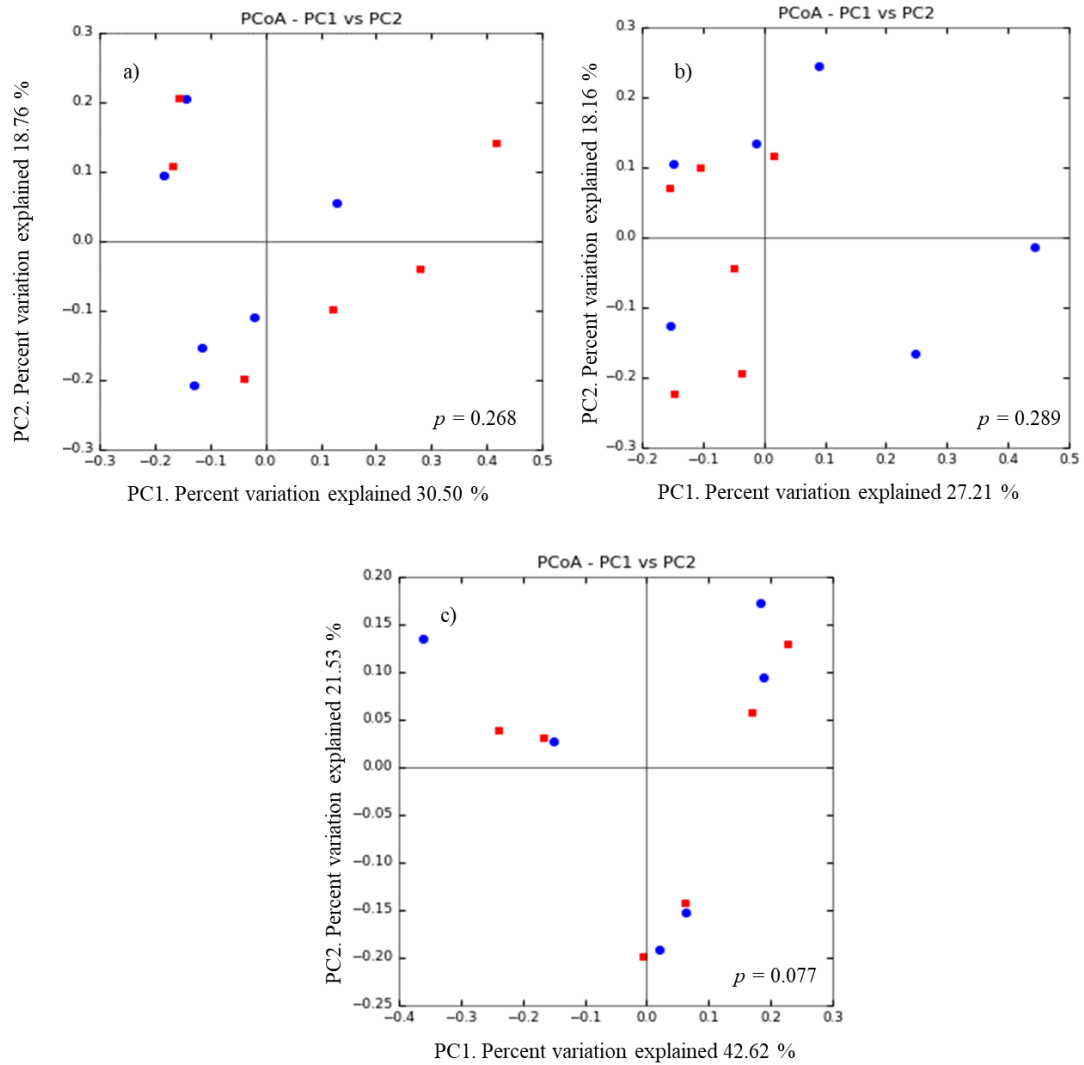 PCoA - PC1 vs PC2
a)
PC2. Percent variation explained 18.76 %
0.3
0.2
0.1
0.0
−0.1
−0.2
−0.3
−0.3 −0.2 −0.1 0.0 0.1 0.2 0.3 0.4 0.5
p = 0.268
PC1. Percent variation explained 30.50 %
PCoA - PC1 vs PC2
b)
PC2. Percent variation explained 18.16 %
0.3
0.2
0.1
0.0
−0.1
−0.2
−0.3
−0.2 −0.1 0.0 0.1 0.2 0.3 0.4 0.5
p = 0.289
PC1. Percent variation explained 27.21 %
PCoA - PC1 vs PC2
c)
PC2. Percent variation explained 21.53 %
0.20
0.15
0.10
0.05
0.00
−0.05
−0.10
−0.15
−0.20
−0.25
−0.4 −0.3 −0.2 −0.1 0.0 0.1 0.2 0.3
p = 0.077
PC1. Percent variation explained 42.62 %